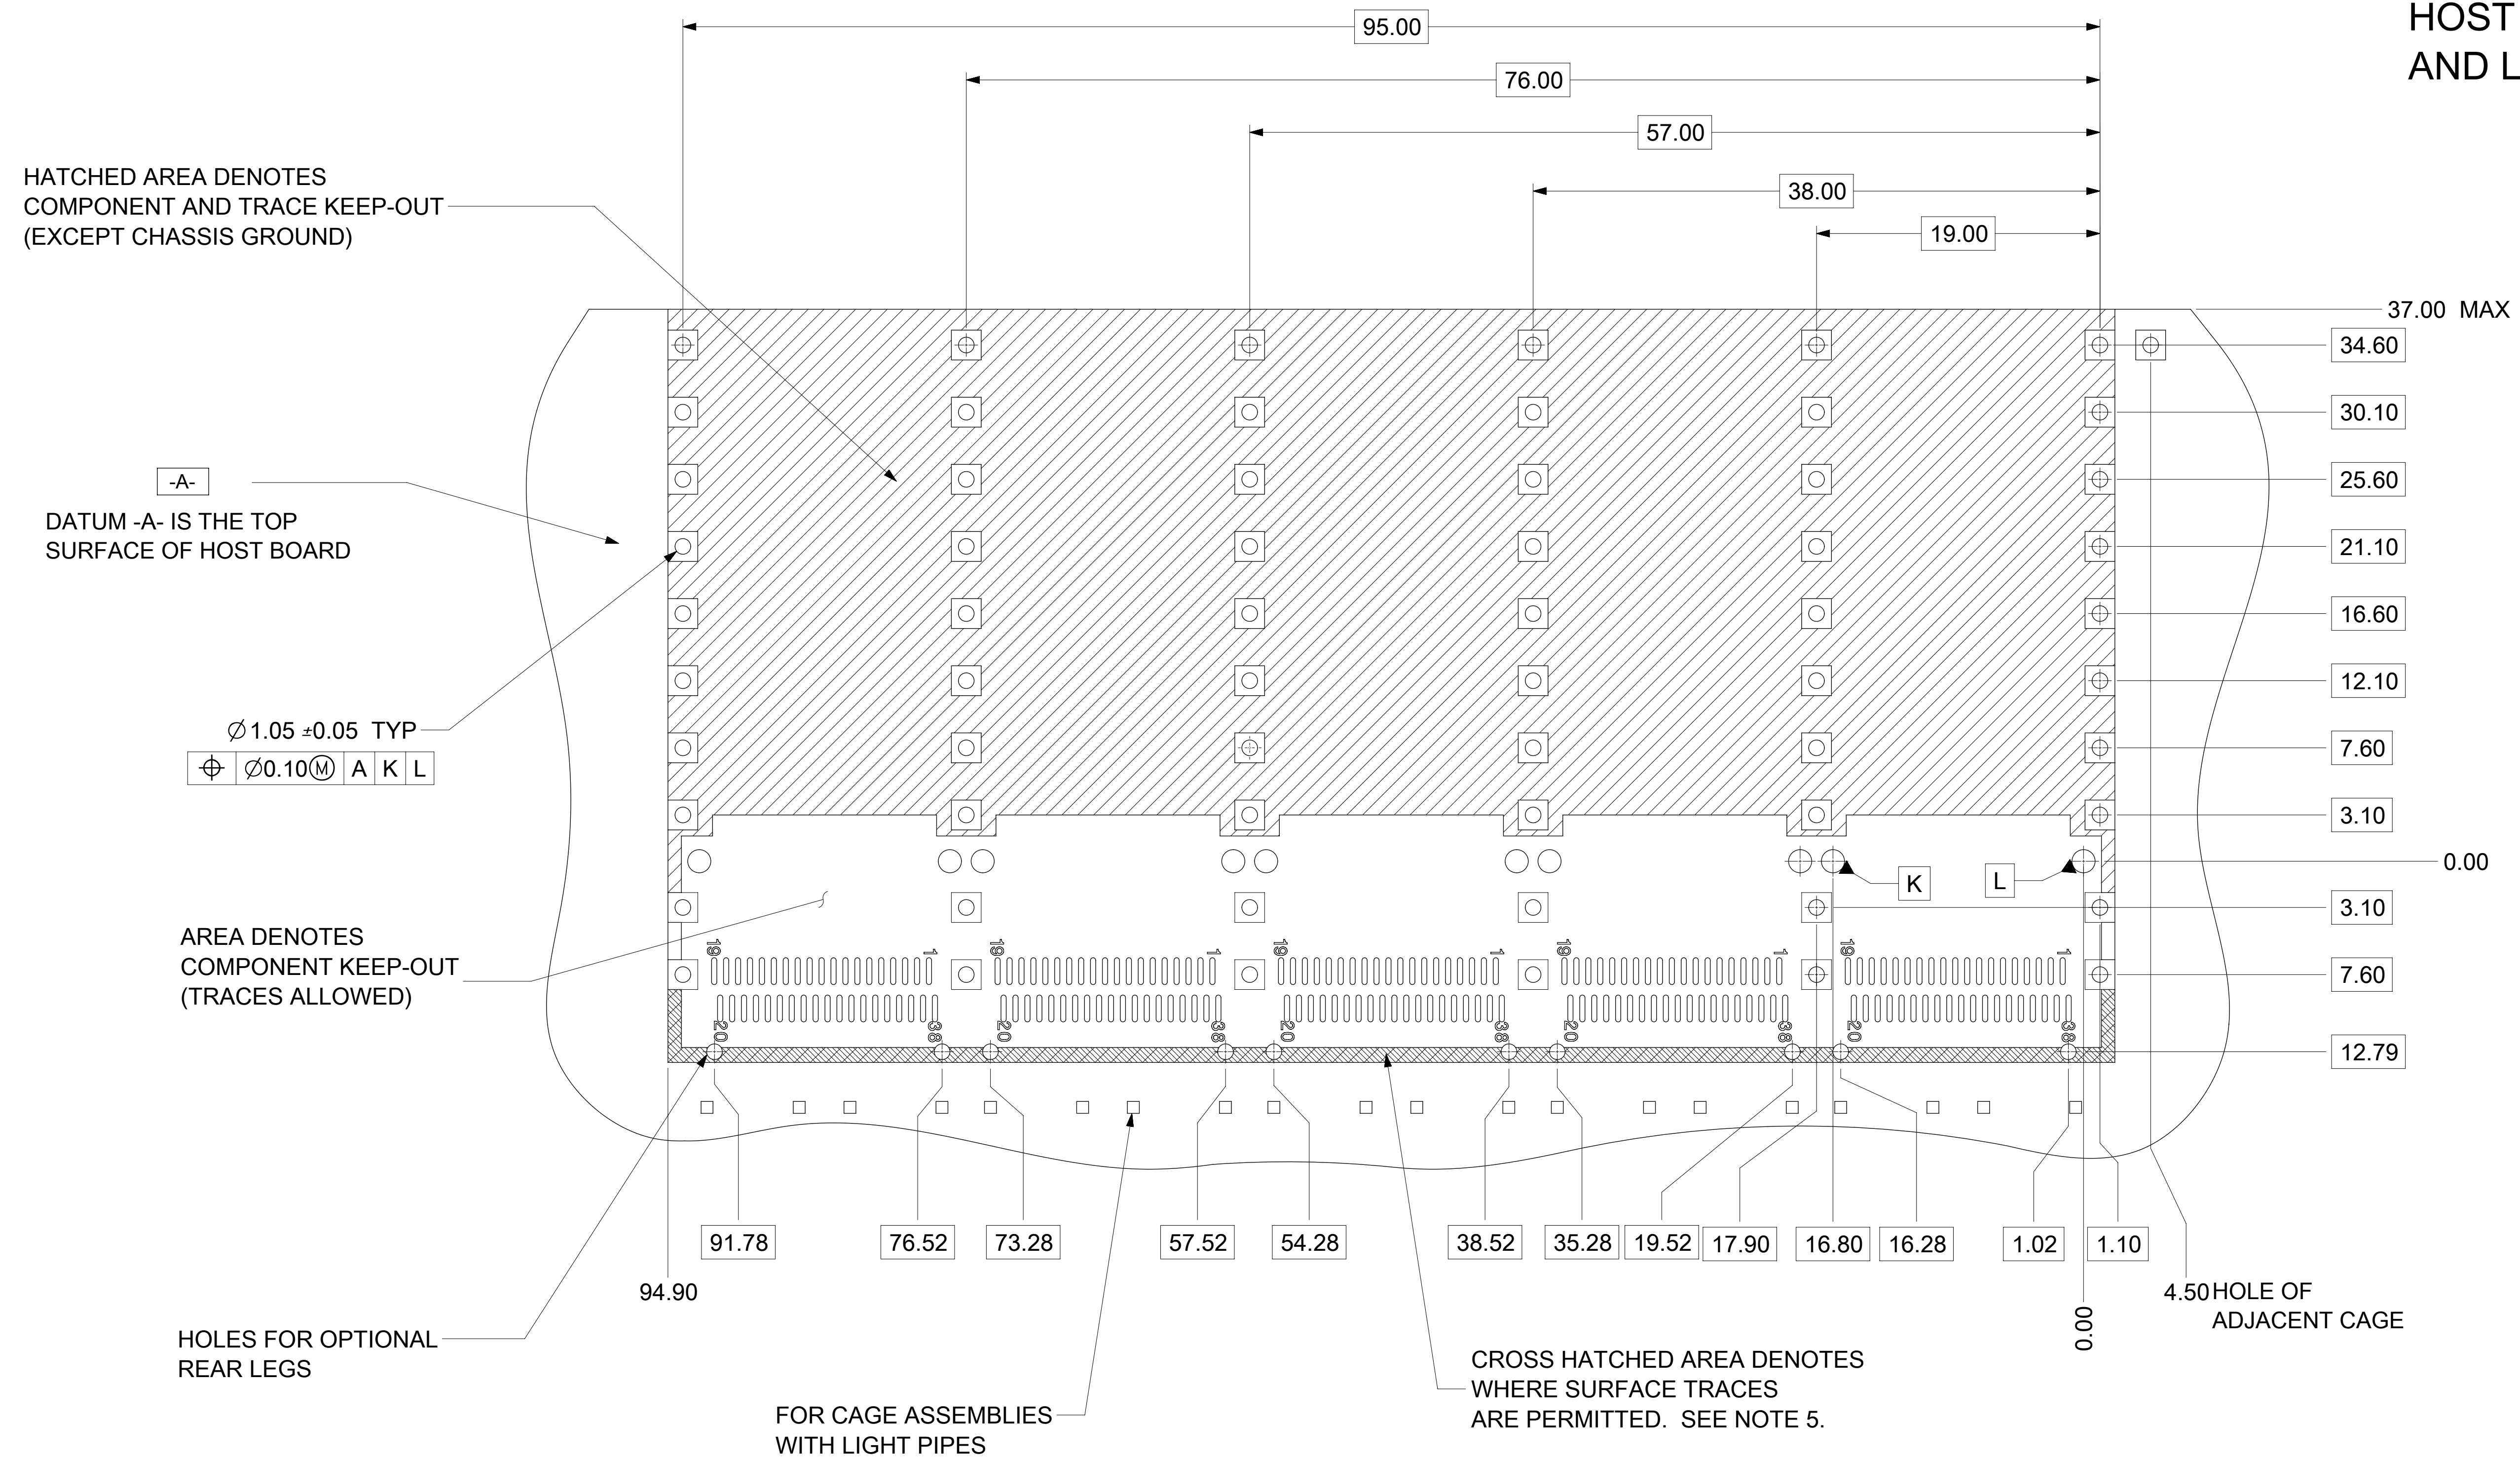 HOST
AND L
95.00
76.00
57.00
38.00
19.00
HATCHED AREA DENOTES
COMPONENT AND TRACE KEEP-OUT
(EXCEPT CHASSIS GROUND)
37.00 MAX
34.60
30.10
25.60
21.10
16.60
12.10
7.60
3.10
0.00
3.10
7.60
12.79
-A-
DATUM -A- IS THE TOP
SURFACE OF HOST BOARD
Ø1.05 ±0.05 TYP
⌖ Ø0.10Ⓜ A K L
K
L
AREA DENOTES
COMPONENT KEEP-OUT
(TRACES ALLOWED)
19 1 19 1 19 1 19 1 19 1
20 38 20 38 20 38 20 38 20 38
91.78
76.52
73.28
57.52
54.28
38.52
35.28
19.52
17.90
16.80
16.28
1.02
1.10
94.90
0.00
4.50 HOLE OF
ADJACENT CAGE
HOLES FOR OPTIONAL
REAR LEGS
FOR CAGE ASSEMBLIES
WITH LIGHT PIPES
CROSS HATCHED AREA DENOTES
WHERE SURFACE TRACES
ARE PERMITTED. SEE NOTE 5.